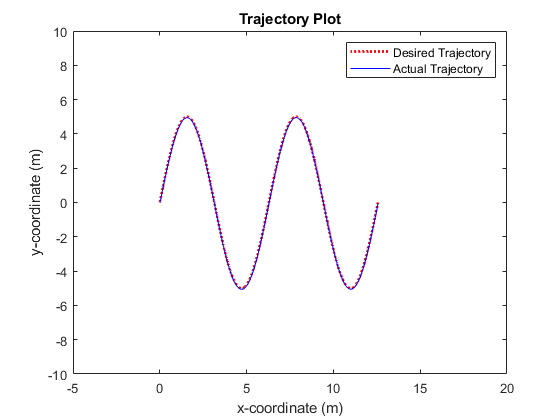 Trajectory Plot
Desired Trajectory
Actual Trajectory
10
8
6
4
2
0
-2
-4
-6
-8
-10
y-coordinate (m)
-5 0 5 10 15 20
x-coordinate (m)